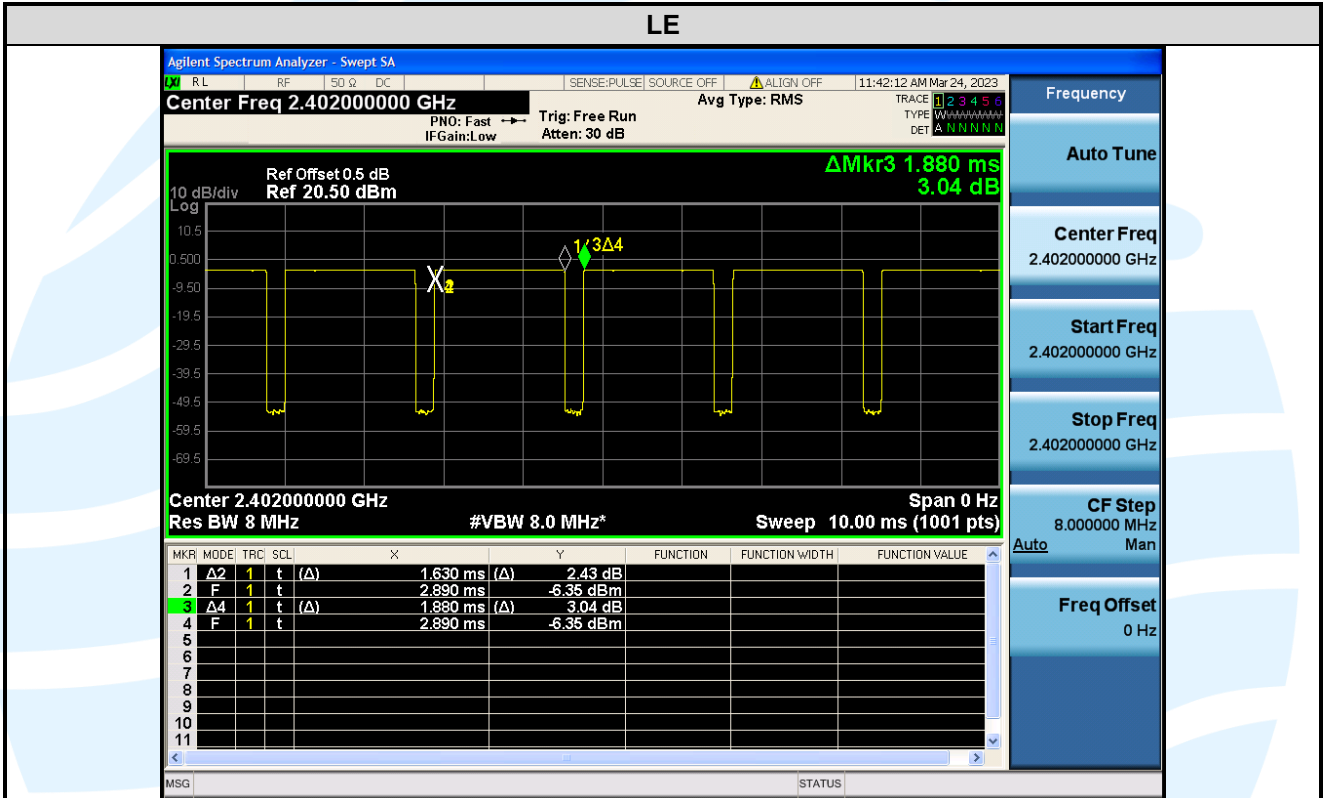 LE
Agilent Spectrum Analyzer - Swept SA
LXI RL RF 50 Ω DC SENSE:PULSE SOURCE OFF ALIGN OFF 11:42:12 AM Mar 24, 2023
Center Freq 2.402000000 GHz
PNO: Fast
IFGain:Low
Trig: Free Run
Atten: 30 dB
Avg Type: RMS
TRACE 1 2 3 4 5 6
TYPE W
DET A N N N N N
ΔMkr3 1.880 ms
3.04 dB
Ref Offset 0.5 dB
10 dB/div Ref 20.50 dBm
Log
10.5
0.500
-9.50
-19.5
-29.5
-39.5
-49.5
-59.5
-69.5
3Δ4
X
Center 2.402000000 GHz Span 0 Hz
Res BW 8 MHz #VBW 8.0 MHz* Sweep 10.00 ms (1001 pts)
MKR MODE TRC SCL X Y FUNCTION FUNCTION WIDTH FUNCTION VALUE
1 Δ2 1 t (Δ) 1.630 ms (Δ) 2.43 dB
2 F 1 t 2.890 ms -6.35 dBm
3 Δ4 1 t (Δ) 1.880 ms (Δ) 3.04 dB
4 F 1 t 2.890 ms -6.35 dBm
5
6
7
8
9
10
11
MSG STATUS
Frequency
Auto Tune
Center Freq
2.402000000 GHz
Start Freq
2.402000000 GHz
Stop Freq
2.402000000 GHz
CF Step
8.000000 MHz
Auto Man
Freq Offset
0 Hz